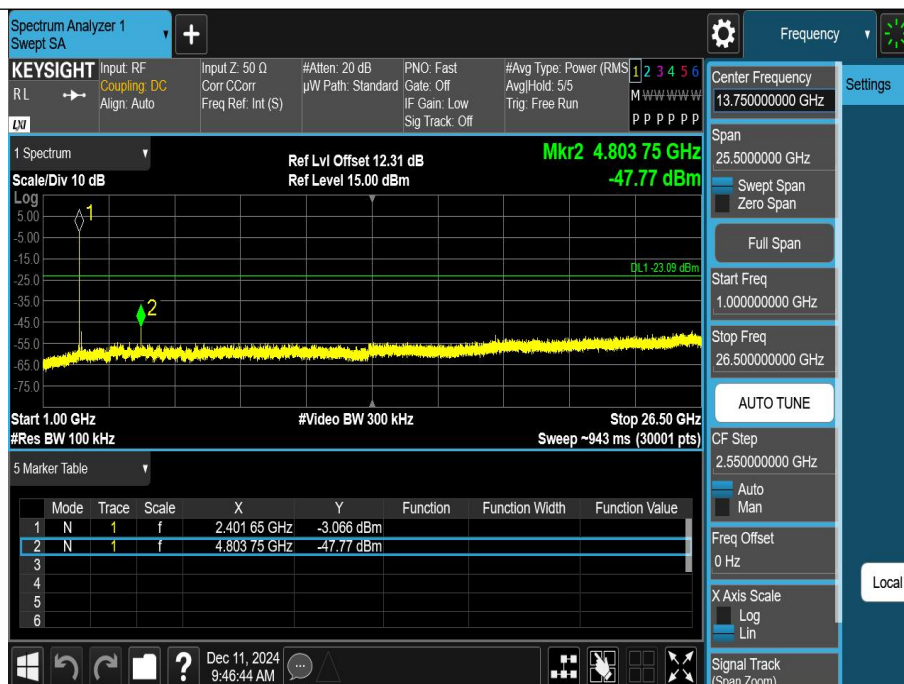 Spectrum Analyzer 1
Swept SA
+
Frequency
KEYSIGHT
RL
LXI
Input: RF
Coupling: DC
Align: Auto
Input Z: 50 Ω
Corr CCorr
Freq Ref: Int (S)
#Atten: 20 dB
µW Path: Standard
PNO: Fast
Gate: Off
IF Gain: Low
Sig Track: Off
#Avg Type: Power (RMS
Avg|Hold: 5/5
Trig: Free Run
1 2 3 4 5 6
M W W W W W
P P P P P P
1 Spectrum
Scale/Div 10 dB
Ref Lvl Offset 12.31 dB
Ref Level 15.00 dBm
Mkr2 4.803 75 GHz
-47.77 dBm
Log
5.00
-5.00
-15.0
-25.0
-35.0
-45.0
-55.0
-65.0
-75.0
1
2
DL1 -23.09 dBm
Start 1.00 GHz
#Video BW 300 kHz
Stop 26.50 GHz
#Res BW 100 kHz
Sweep ~943 ms (30001 pts)
5 Marker Table
Mode Trace Scale X Y Function Function Width Function Value
1 N 1 f 2.401 65 GHz -3.066 dBm
2 N 1 f 4.803 75 GHz -47.77 dBm
3
4
5
6
?
Dec 11, 2024
9:46:44 AM
Center Frequency
13.750000000 GHz
Span
25.5000000 GHz
Swept Span
Zero Span
Full Span
Start Freq
1.000000000 GHz
Stop Freq
26.500000000 GHz
AUTO TUNE
CF Step
2.550000000 GHz
Auto
Man
Freq Offset
0 Hz
X Axis Scale
Log
Lin
Signal Track
(Span Zoom)
Settings
Local